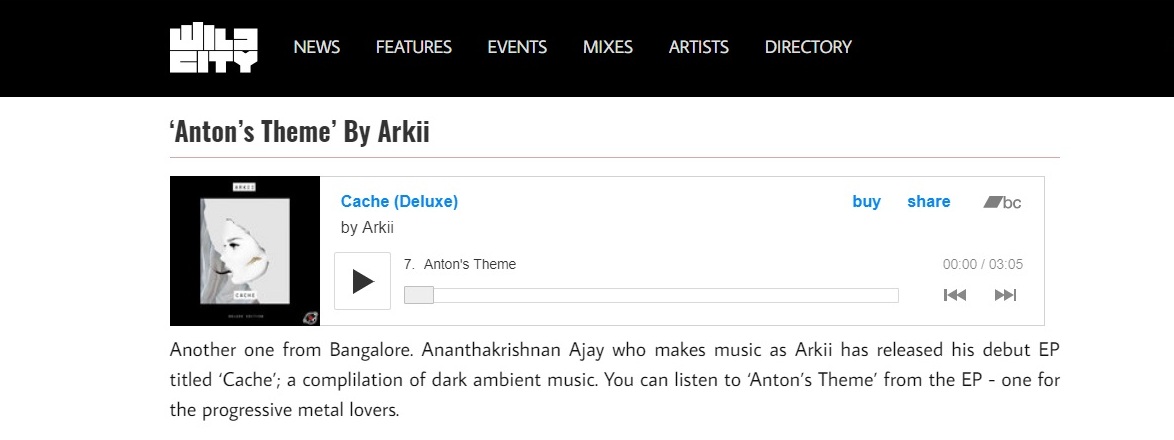 WILD
CITY
NEWS FEATURES EVENTS MIXES ARTISTS DIRECTORY
‘Anton’s Theme’ By Arkii
ARKII
CACHE
DELUXE EDITION
Cache (Deluxe)
buy share bc
by Arkii
7. Anton's Theme
00:00 / 03:05
Another one from Bangalore. Ananthakrishnan Ajay who makes music as Arkii has released his debut EP
titled ‘Cache’; a complilation of dark ambient music. You can listen to ‘Anton’s Theme’ from the EP - one for
the progressive metal lovers.